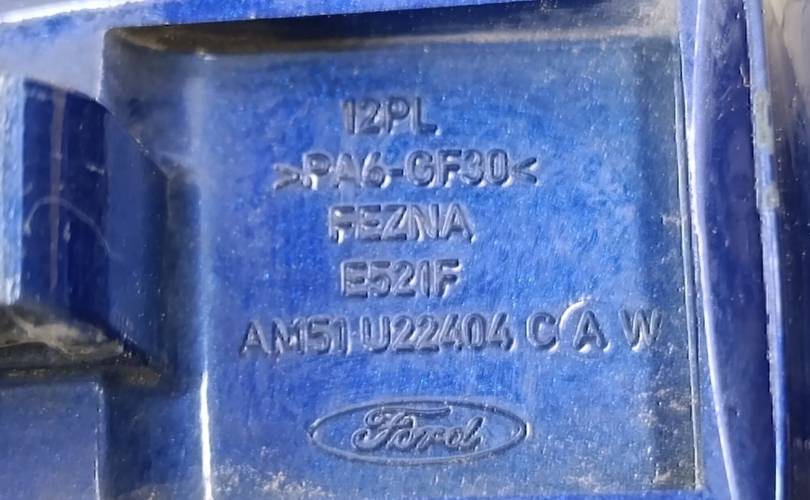 12PL
>PA6-GF30<
FEZNA
E521F
AM51-U22404 C A W
Ford